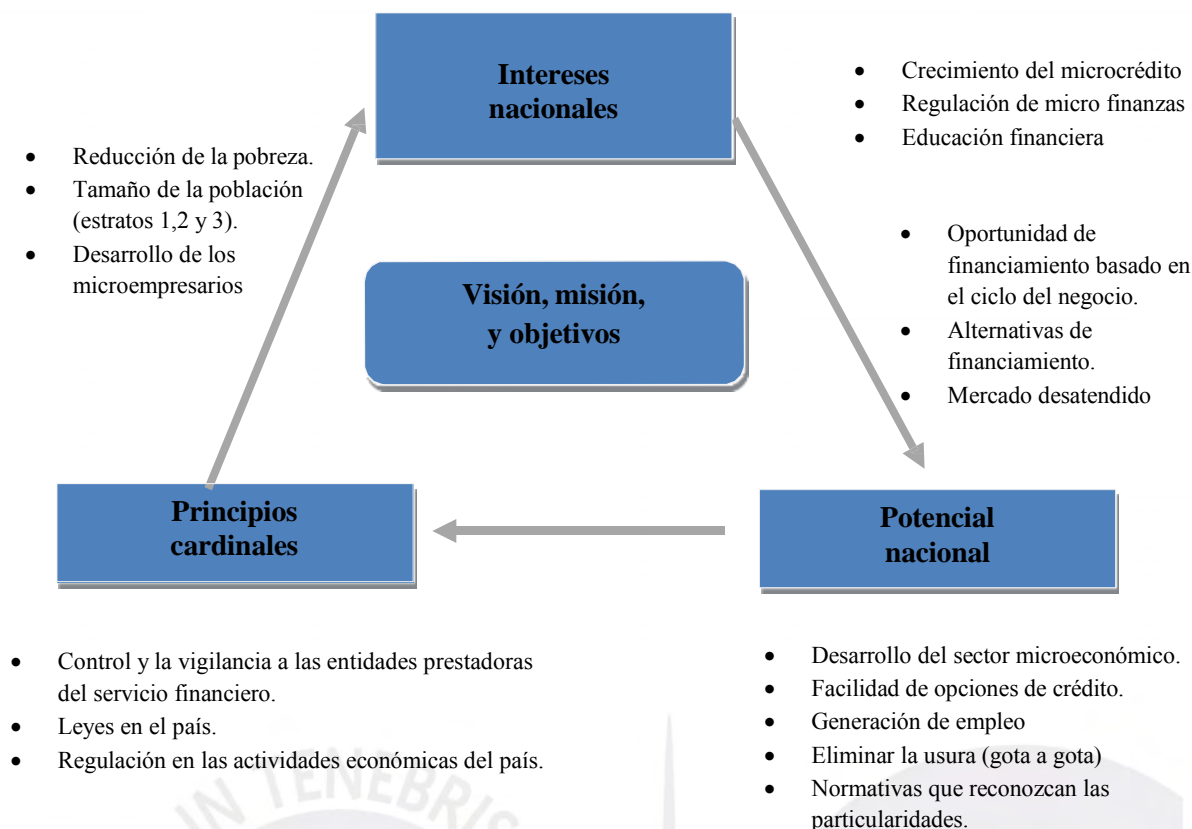 Intereses
nacionales
• Crecimiento del microcrédito
• Regulación de micro finanzas
• Educación financiera
• Reducción de la pobreza.
• Tamaño de la población
(estratos 1,2 y 3).
• Desarrollo de los
microempresarios
• Oportunidad de
financiamiento basado en
el ciclo del negocio.
• Alternativas de
financiamiento.
• Mercado desatendido
Visión, misión,
y objetivos
Principios
cardinales
Potencial
nacional
• Control y la vigilancia a las entidades prestadoras
del servicio financiero.
• Leyes en el país.
• Regulación en las actividades económicas del país.
• Desarrollo del sector microeconómico.
• Facilidad de opciones de crédito.
• Generación de empleo
• Eliminar la usura (gota a gota)
• Normativas que reconozcan las
particularidades.
IN TENEBRIS